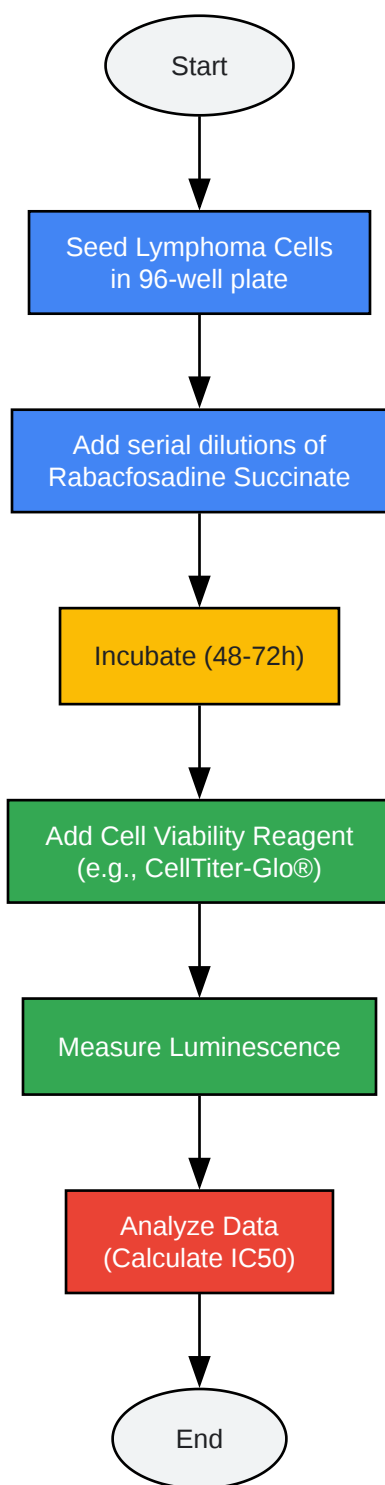 Start
Seed Lymphoma Cells
in 96-well plate
Add serial dilutions of
Rabacfosadine Succinate
Incubate (48-72h)
Add Cell Viability Reagent
(e.g., CellTiter-Glo®)
Measure Luminescence
Analyze Data
(Calculate IC50)
End